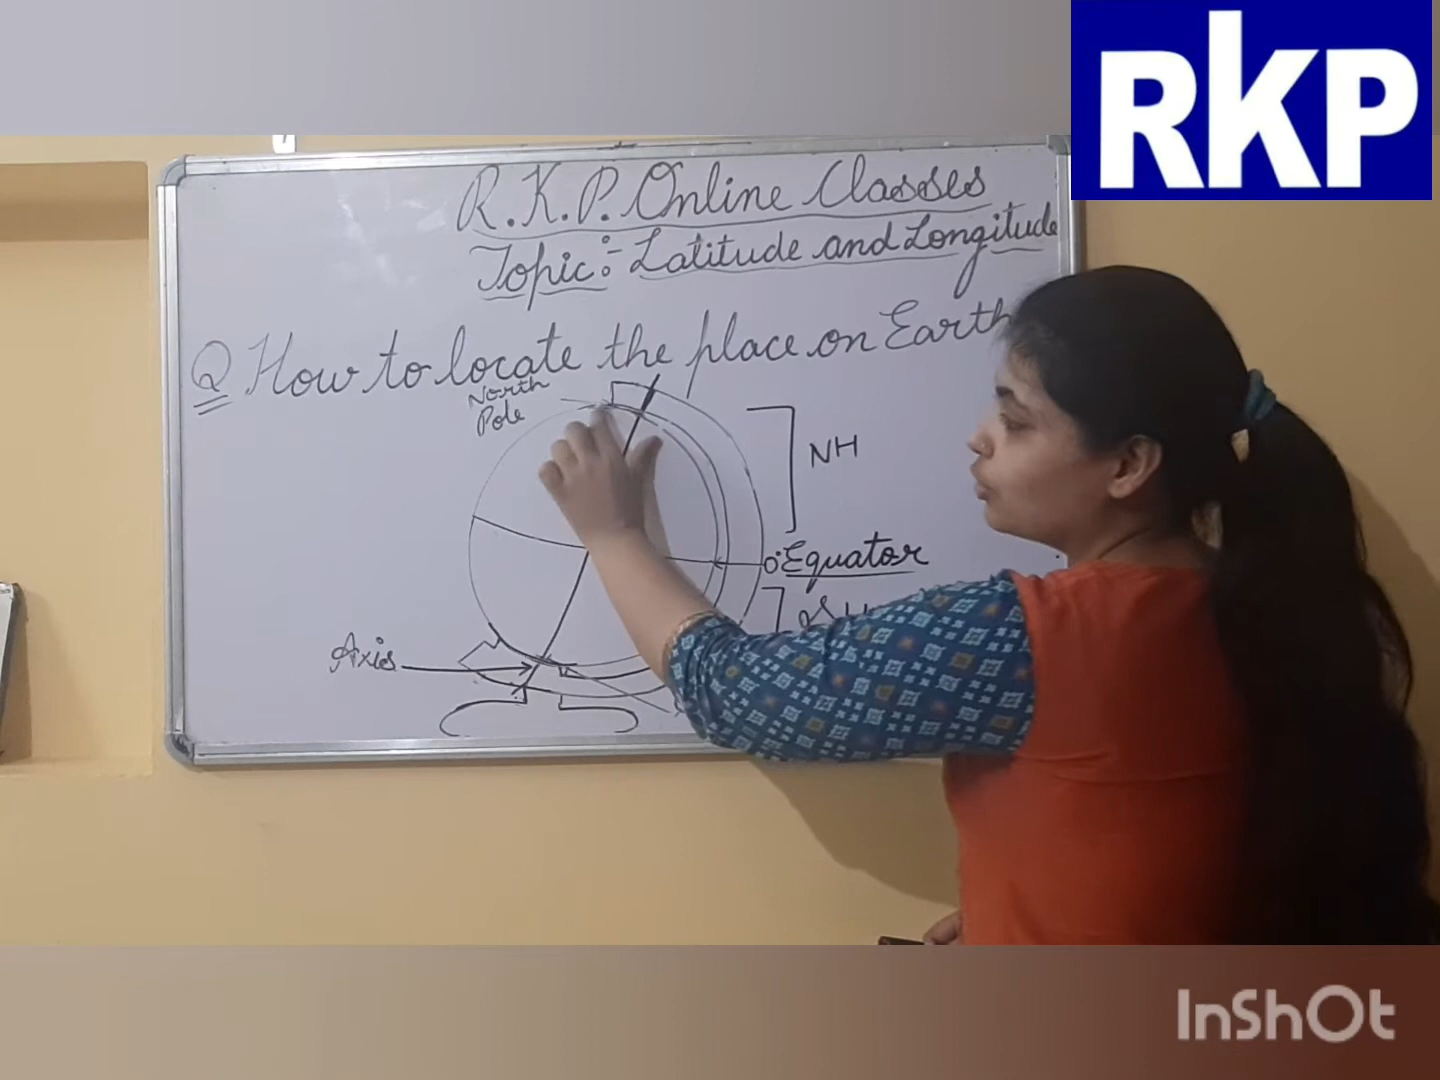 RKP
R.K.P. Online Classes
Topic:- Latitude and Longitude
Q How to locate the place on Earth
North
Pole
NH
0° Equator
Axis
InShOt